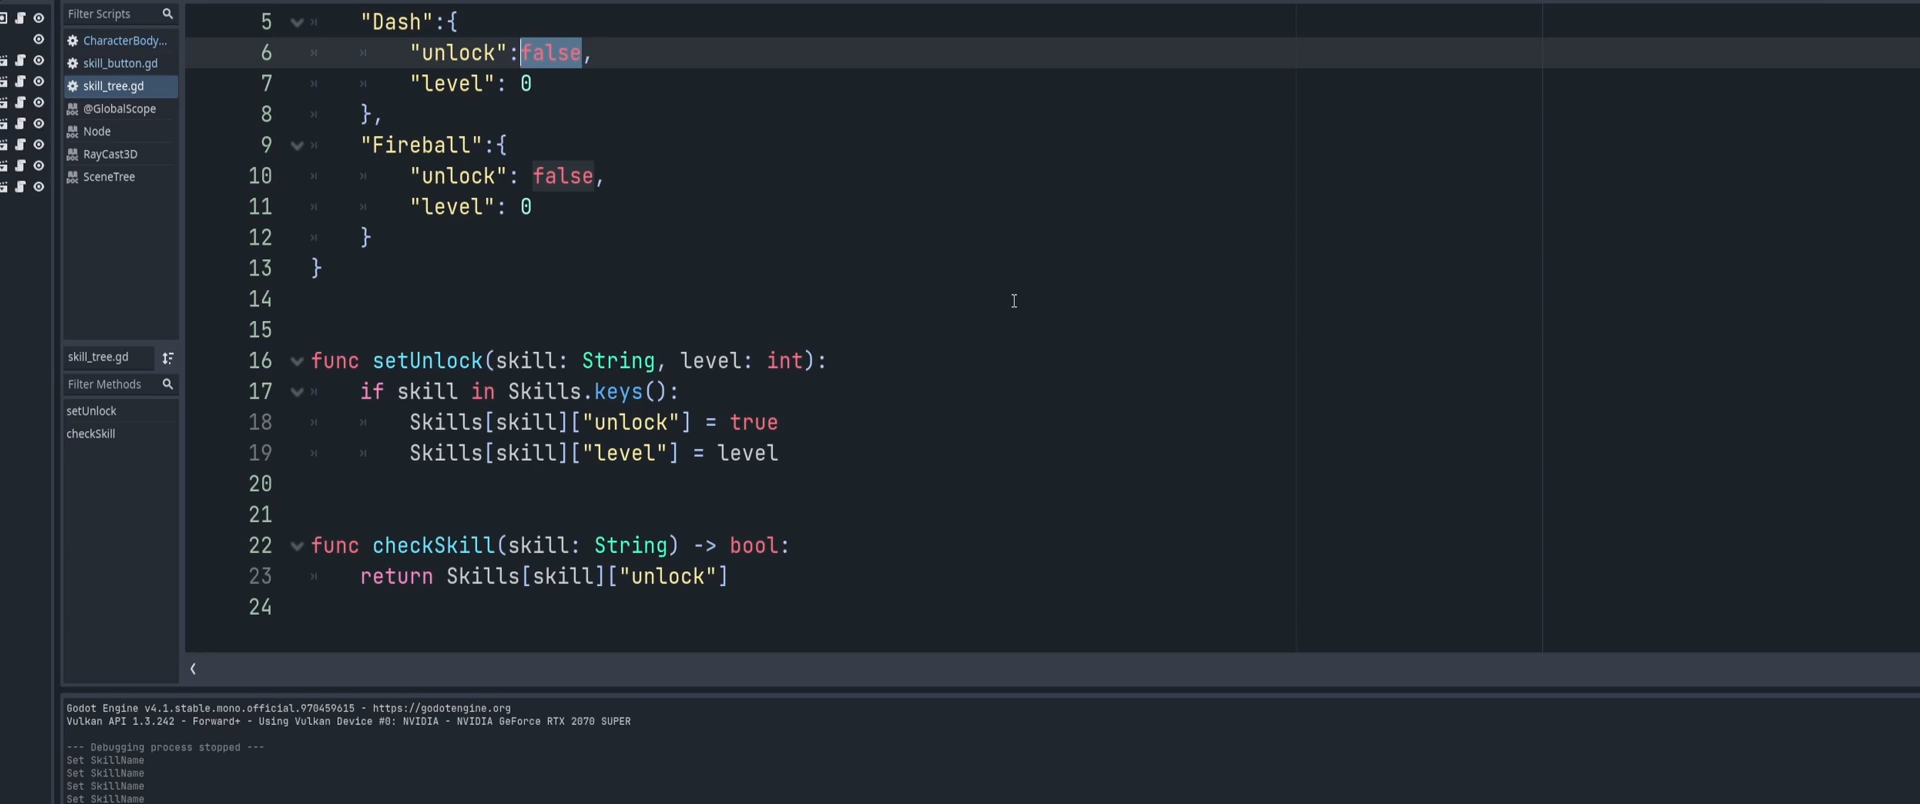 Filter Scripts
CharacterBody...
skill_button.gd
skill_tree.gd
@GlobalScope
Node
RayCast3D
SceneTree
skill_tree.gd
Filter Methods
setUnlock
checkSkill
5 "Dash":{
6 "unlock":false,
7 "level": 0
8 },
9 "Fireball":{
10 "unlock": false,
11 "level": 0
12 }
13 }
14
15
16 func setUnlock(skill: String, level: int):
17 if skill in Skills.keys():
18 Skills[skill]["unlock"] = true
19 Skills[skill]["level"] = level
20
21
22 func checkSkill(skill: String) -> bool:
23 return Skills[skill]["unlock"]
24
Godot Engine v4.1.stable.mono.official.970459615 - https://godotengine.org
Vulkan API 1.3.242 - Forward+ - Using Vulkan Device #0: NVIDIA - NVIDIA GeForce RTX 2070 SUPER
--- Debugging process stopped ---
Set SkillName
Set SkillName
Set SkillName
Set SkillName